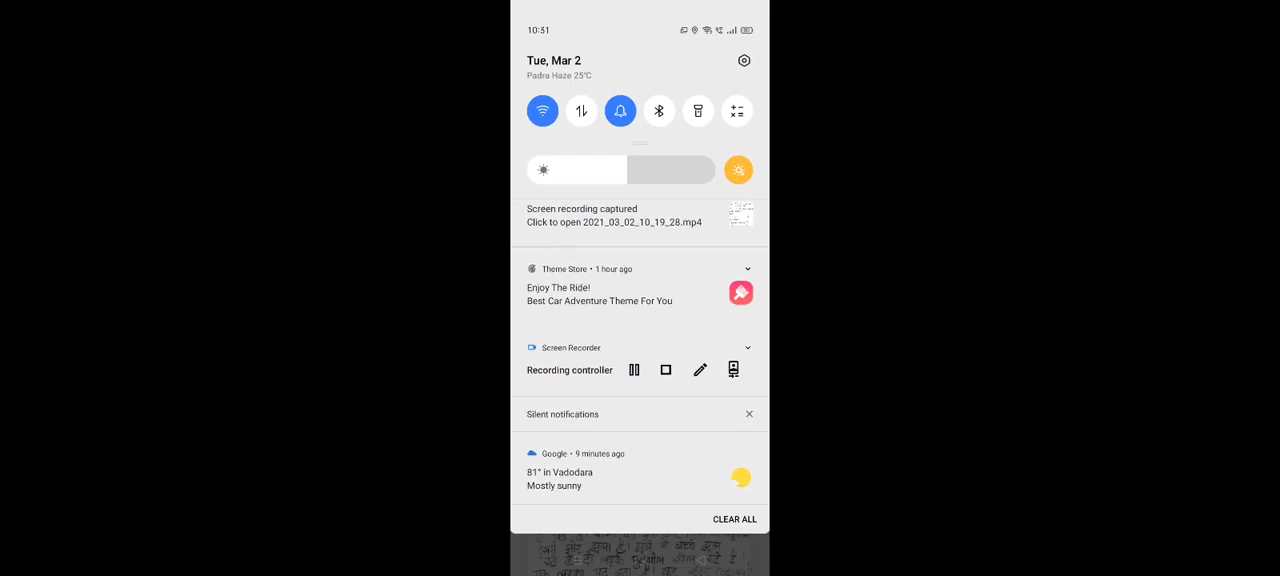 10:31
Tue, Mar 2
Padra Haze 25°C
Screen recording captured
Click to open 2021_03_02_10_19_28.mp4
Theme Store • 1 hour ago
Enjoy The Ride!
Best Car Adventure Theme For You
Screen Recorder
Recording controller
Silent notifications
Google • 9 minutes ago
81° in Vadodara
Mostly sunny
CLEAR ALL